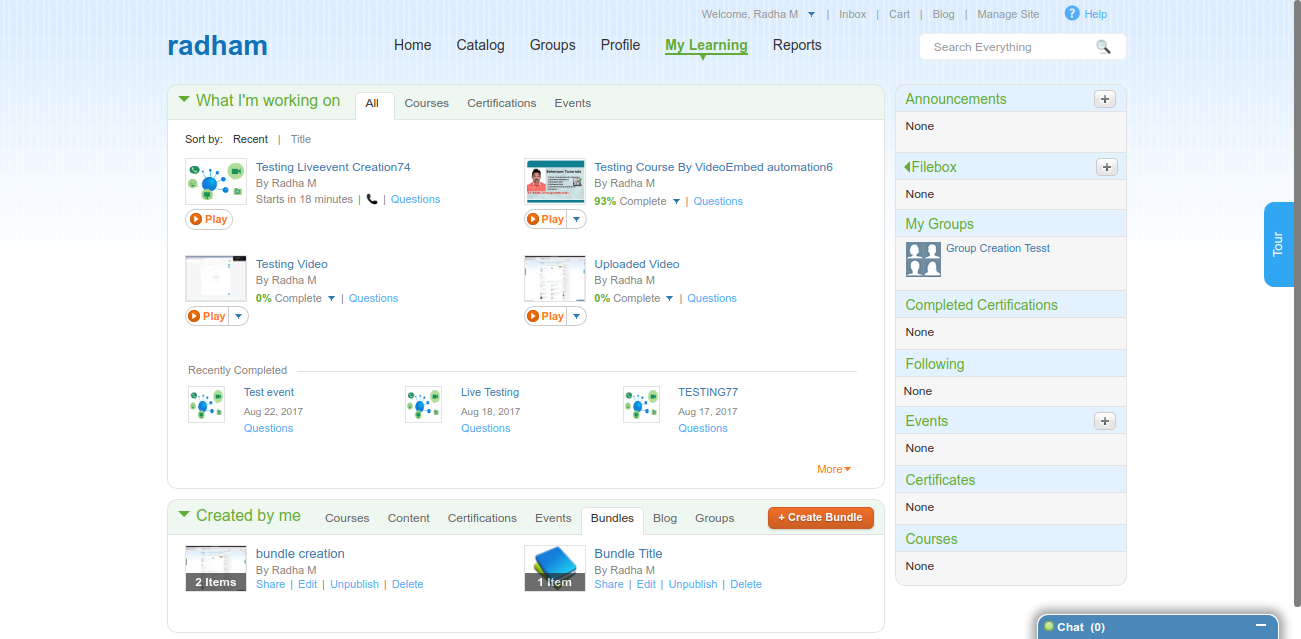 Welcome, Radha M | Inbox | Cart | Blog | Manage Site ? Help
radham
Home Catalog Groups Profile My Learning Reports
Search Everything
What I'm working on All Courses Certifications Events
Sort by: Recent | Title
Testing Liveevent Creation74
By Radha M
Starts in 18 minutes | | Questions
Play
Testing Course By VideoEmbed automation6
By Radha M
93% Complete | Questions
Play
Testing Video
By Radha M
0% Complete | Questions
Play
Uploaded Video
By Radha M
0% Complete | Questions
Play
Recently Completed
Test event
Aug 22, 2017
Questions
Live Testing
Aug 18, 2017
Questions
TESTING77
Aug 17, 2017
Questions
More
Created by me Courses Content Certifications Events Bundles Blog Groups + Create Bundle
bundle creation
By Radha M
2 Items
Share | Edit | Unpublish | Delete
Bundle Title
By Radha M
1 Item
Share | Edit | Unpublish | Delete
Announcements +
None
Filebox +
None
My Groups
Group Creation Tesst
Completed Certifications
None
Following
None
Events +
None
Certificates
None
Courses
None
Tour
Chat (0)